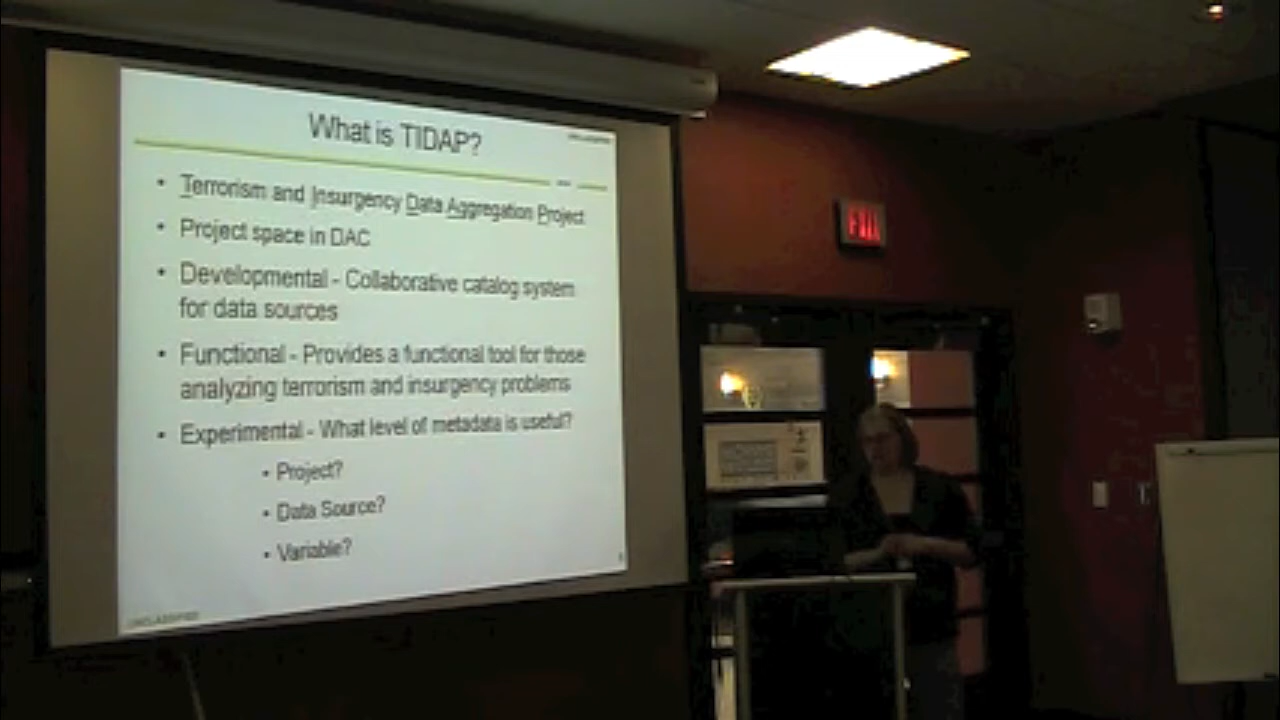 What is TIDAP?
UNCLASSIFIED
• Terrorism and Insurgency Data Aggregation Project
• Project space in DAC
• Developmental - Collaborative catalog system
for data sources
• Functional - Provides a functional tool for those
analyzing terrorism and insurgency problems
• Experimental - What level of metadata is useful?
• Project?
• Data Source?
• Variable?
UNCLASSIFIED
EXIT